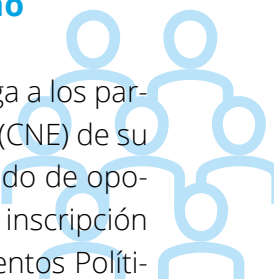 no
ga a los par-
(CNE) de su
do de opo-
inscripción
entos Políti-